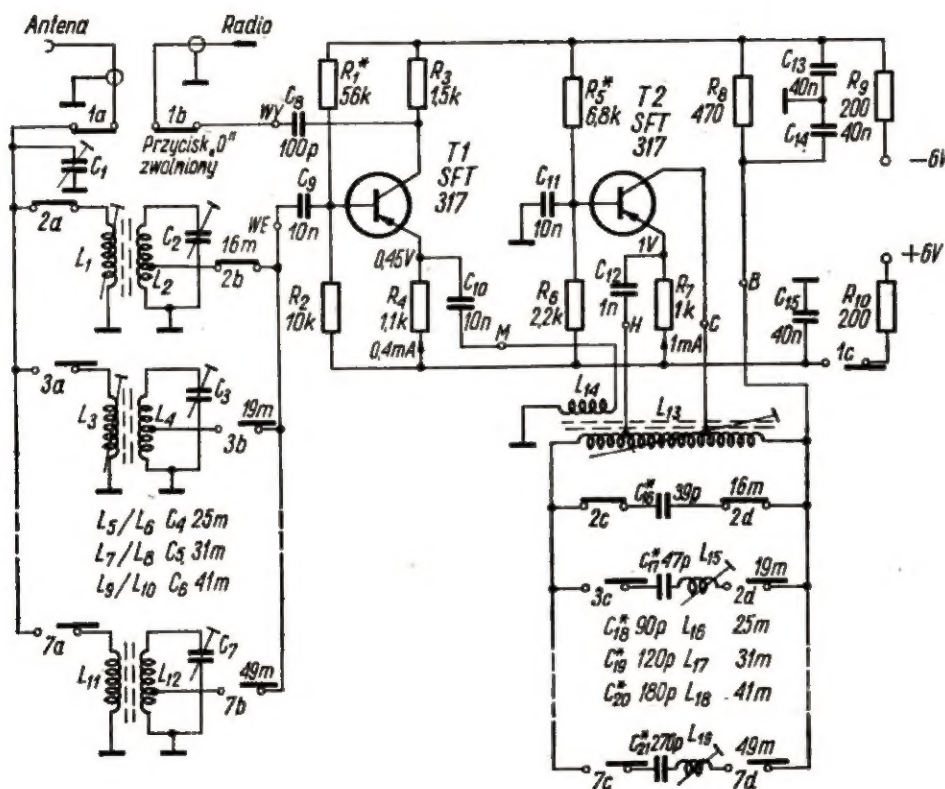 Antena
Radio
1a
1b
Przycisk „0"
zwolniony
WY
C8
100p
R1*
56k
R3
1,5k
R5*
6,8k
T2
SFT
317
R8
470
C13
40n
C14
40n
R9
200
−6V
C1
2a
L1
L2
C2
16m
2b
WE
C9
10n
T1
SFT
317
C11
10n
0,45V
1V
R2
10k
R4
1,1k
0,4mA
C10
10n
M
R6
2,2k
C12
1n
H
R7
1k
1mA
C
B
+6V
C15
40n
R10
200
1c
3a
L3
L4
C3
19m
3b
L14
L13
L5/L6 C4 25m
L7/L8 C5, 31m
L9/L10 C6 41m
2c
C16*
39p
16m
2d
3c
C17* 47p
L15
19m
2d
C18* 90p L16 25m
C19* 120p L17 31m
C20* 180p L18 41m
7a
L11
L12
C7
49m
7b
7c
C21* 270p
L19
49m
7d